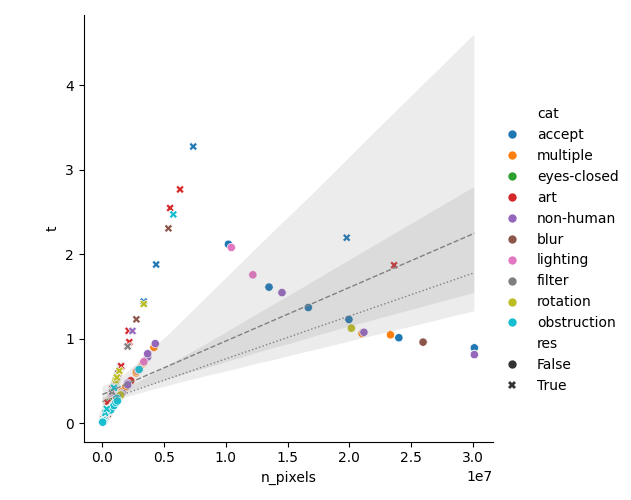 4
3
2
1
0
t
0.0 0.5 1.0 1.5 2.0 2.5 3.0
1e7
n_pixels
cat
accept
multiple
eyes-closed
art
non-human
blur
lighting
filter
rotation
obstruction
res
False
True